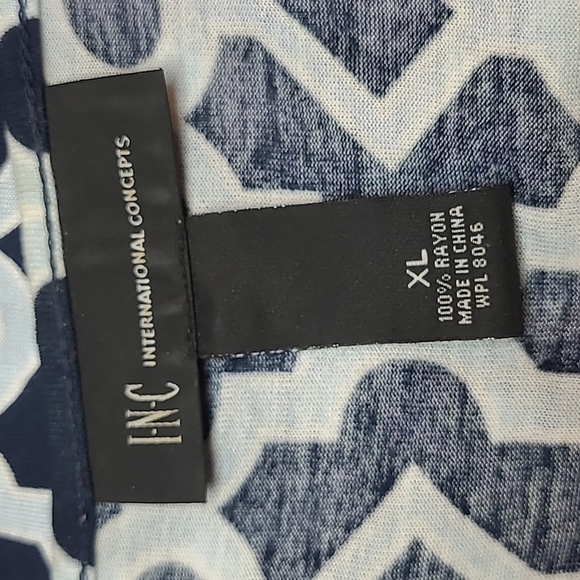 I·N·C INTERNATIONAL CONCEPTS
XL
100% RAYON
MADE IN CHINA
WPL 8046